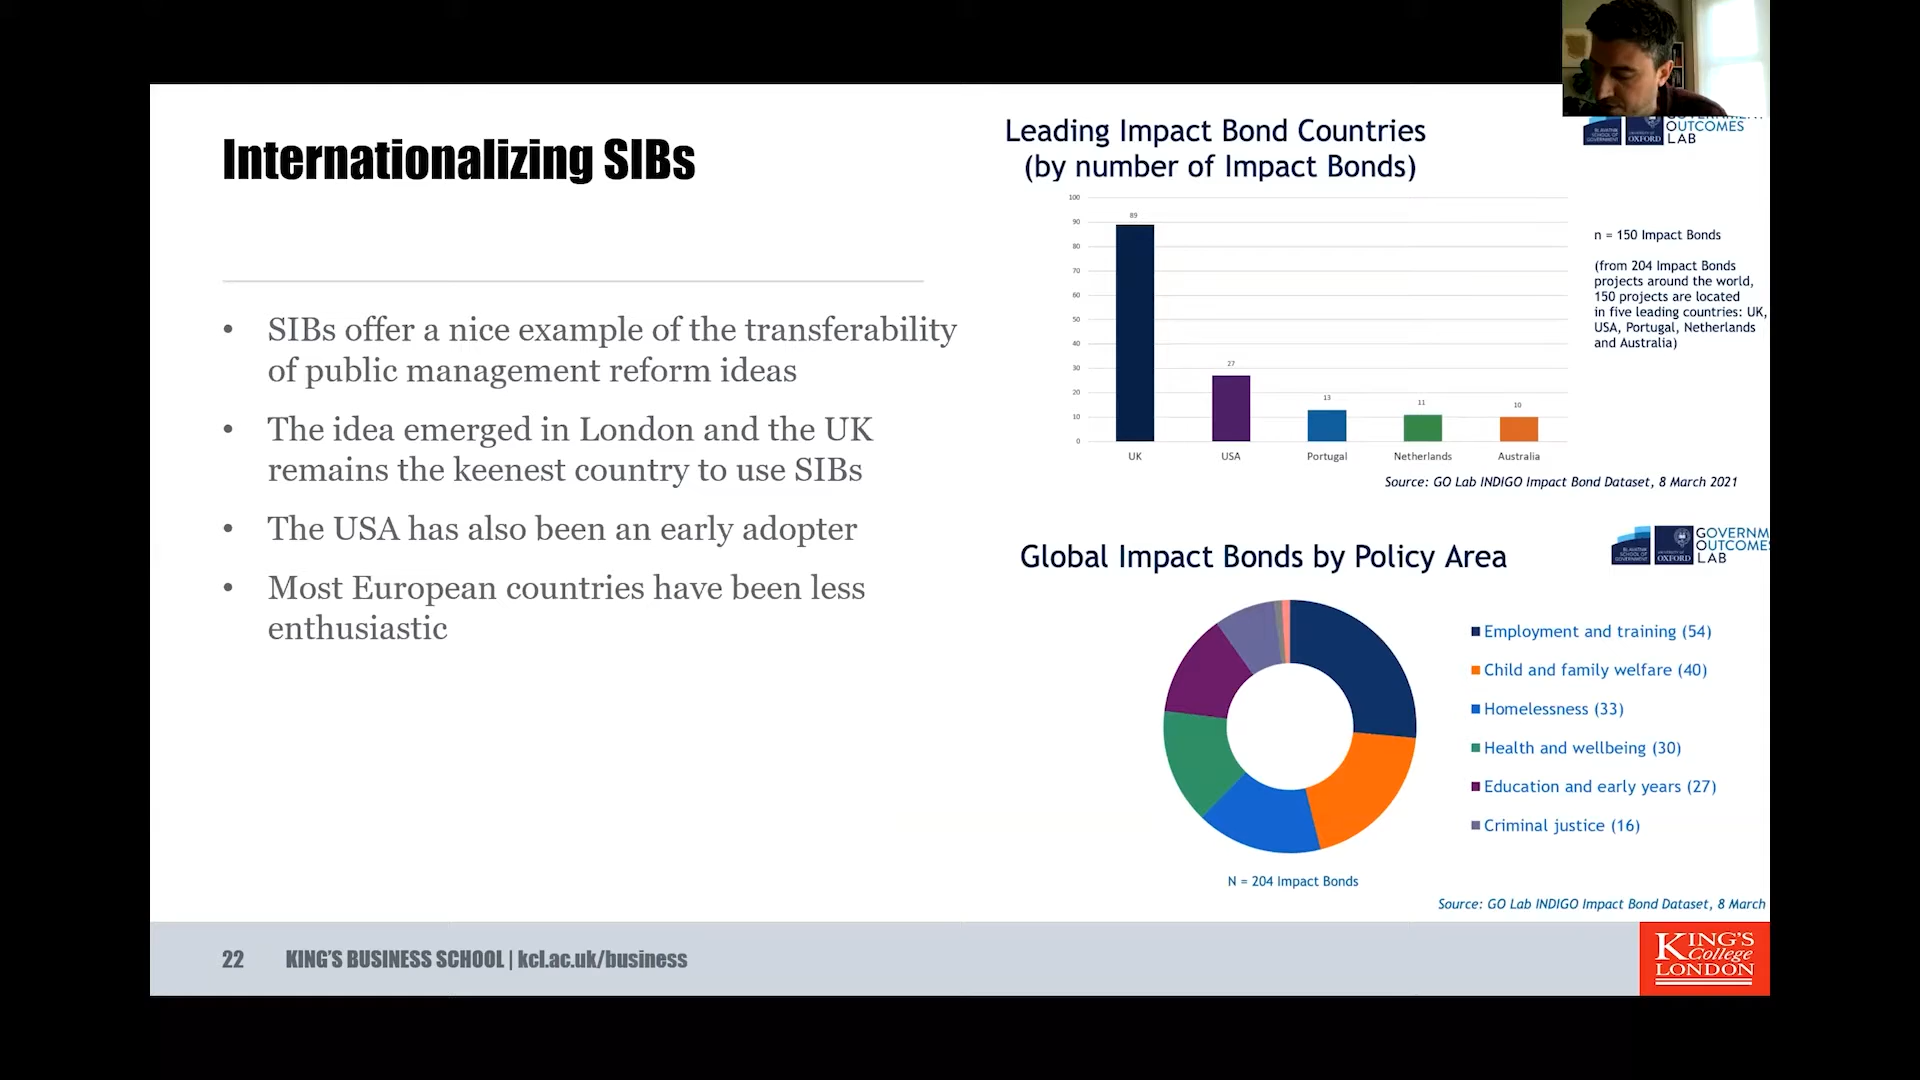 Internationalizing SIBs
• SIBs offer a nice example of the transferability
of public management reform ideas
• The idea emerged in London and the UK
remains the keenest country to use SIBs
• The USA has also been an early adopter
• Most European countries have been less
enthusiastic
Leading Impact Bond Countries
(by number of Impact Bonds)
OUTCOMES
LAB
BLAVATNIK
SCHOOL OF
GOVERNMENT
UNIVERSITY OF
OXFORD
100
90
80
70
60
50
40
30
20
10
0
89
27
13
11
10
UK
USA
Portugal
Netherlands
Australia
n = 150 Impact Bonds
(from 204 Impact Bonds
projects around the world,
150 projects are located
in five leading countries: UK,
USA, Portugal, Netherlands
and Australia)
Source: GO Lab INDIGO Impact Bond Dataset, 8 March 2021
Global Impact Bonds by Policy Area
BLAVATNIK
SCHOOL OF
GOVERNMENT
UNIVERSITY OF
OXFORD
GOVERNM
OUTCOMES
LAB
Employment and training (54)
Child and family welfare (40)
Homelessness (33)
Health and wellbeing (30)
Education and early years (27)
Criminal justice (16)
N = 204 Impact Bonds
Source: GO Lab INDIGO Impact Bond Dataset, 8 March
22
KING'S BUSINESS SCHOOL | kcl.ac.uk/business
KING'S
College
LONDON